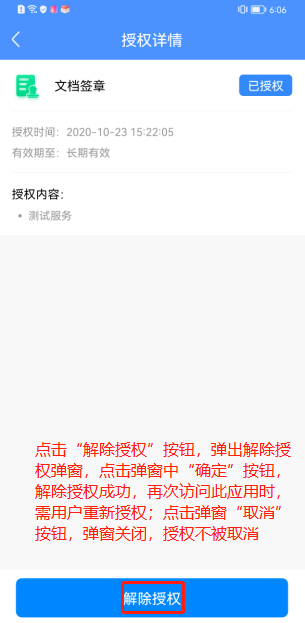 6:06
授权详情
文档签章
已授权
授权时间：2020-10-23 15:22:05
有效期至：长期有效
授权内容：
• 测试服务
点击“解除授权”按钮，弹出解除授
权弹窗，点击弹窗中“确定”按钮，
解除授权成功，再次访问此应用时，
需用户重新授权；点击弹窗“取消”
按钮，弹窗关闭，授权不被取消
解除授权